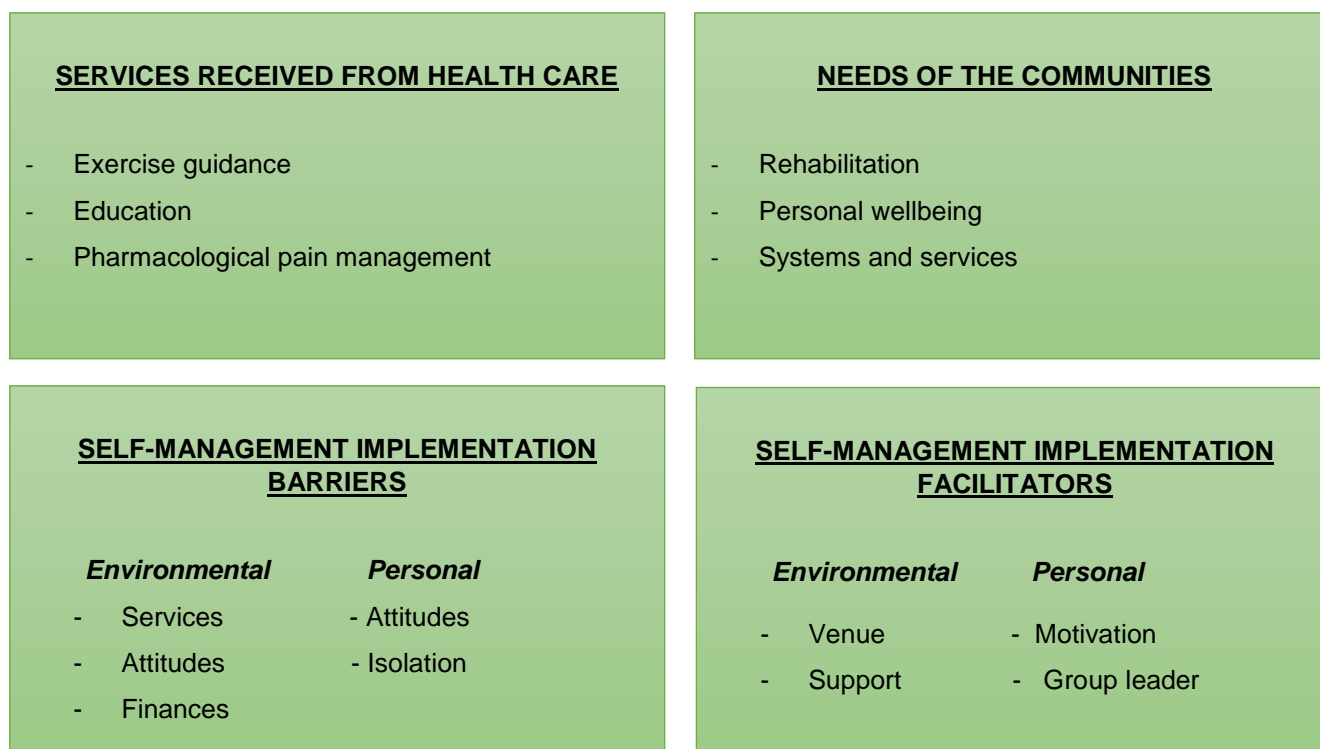 SERVICES RECEIVED FROM HEALTH CARE
- Exercise guidance
- Education
- Pharmacological pain management
NEEDS OF THE COMMUNITIES
- Rehabilitation
- Personal wellbeing
- Systems and services
SELF-MANAGEMENT IMPLEMENTATION
BARRIERS
Environmental Personal
- Services - Attitudes
- Attitudes - Isolation
- Finances
SELF-MANAGEMENT IMPLEMENTATION
FACILITATORS
Environmental Personal
- Venue - Motivation
- Support - Group leader